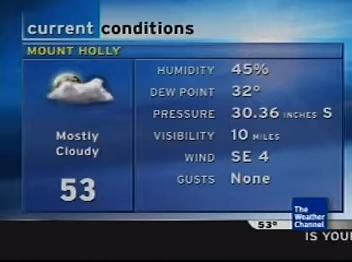 current conditions
MOUNT HOLLY
Mostly
Cloudy
53
HUMIDITY 45%
DEW POINT 32°
PRESSURE 30.36 INCHES S
VISIBILITY 10 MILES
WIND SE 4
GUSTS None
53°
The
Weather
Channel
IS YOU